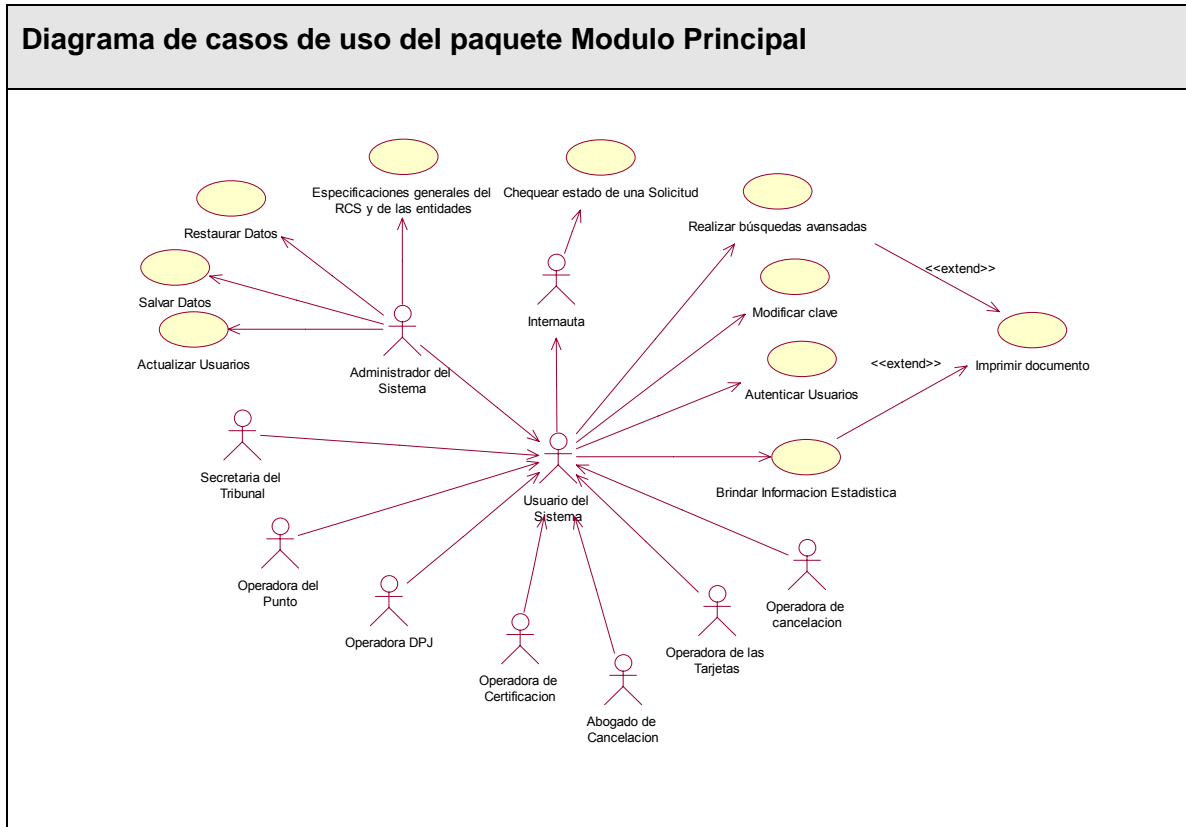 Diagrama de casos de uso del paquete Modulo Principal
Especificaciones generales del
RCS y de las entidades
Chequear estado de una Solicitud
Realizar búsquedas avansadas
Restaurar Datos
<<extend>>
Salvar Datos
Modificar clave
Internauta
Actualizar Usuarios
Administrador del
Sistema
<<extend>>
Imprimir documento
Autenticar Usuarios
Secretaria del
Tribunal
Usuario del
Sistema
Brindar Informacion Estadistica
Operadora del
Punto
Operadora DPJ
Operadora de
Certificacion
Abogado de
Cancelacion
Operadora de las
Tarjetas
Operadora de
cancelacion